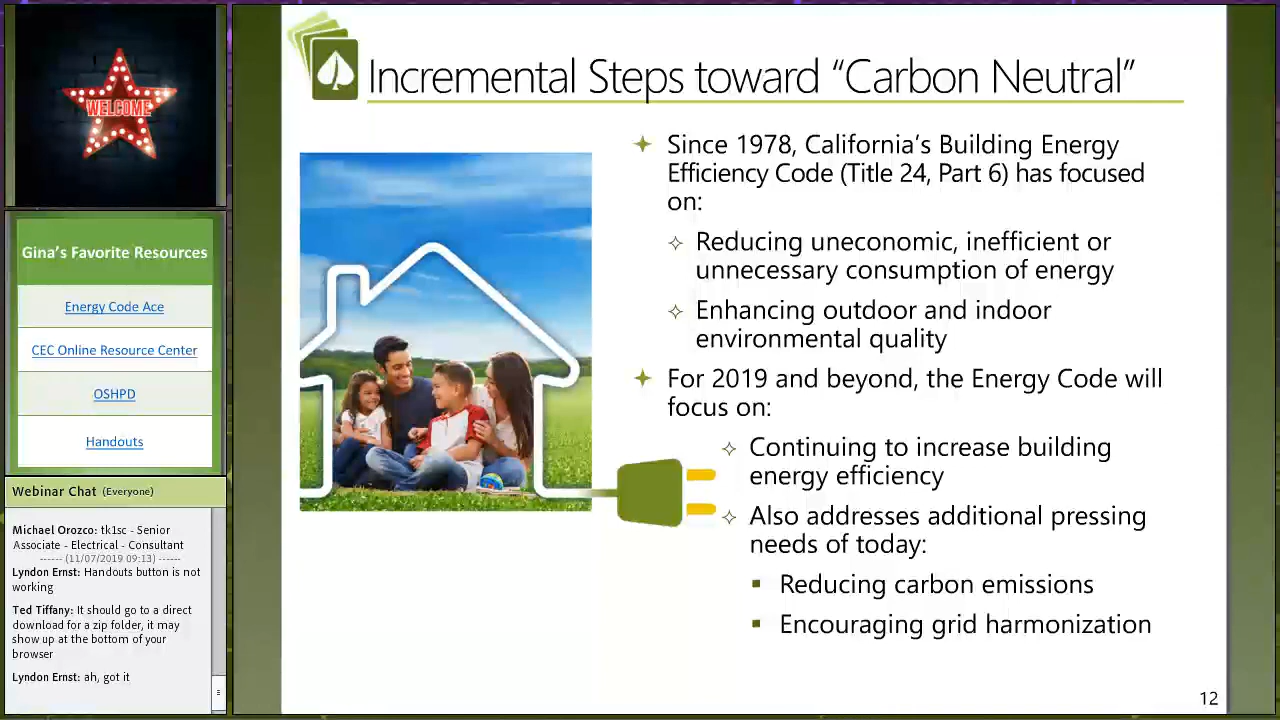 WELCOME
Gina's Favorite Resources
Energy Code Ace
CEC Online Resource Center
OSHPD
Handouts
Webinar Chat (Everyone)
Michael Orozco: tk1sc - Senior
Associate - Electrical - Consultant
------ (11/07/2019 09:13) ------
Lyndon Ernst: Handouts button is not
working
Ted Tiffany: It should go to a direct
download for a zip folder, it may
show up at the bottom of your
browser
Lyndon Ernst: ah, got it
Incremental Steps toward “Carbon Neutral”
Since 1978, California’s Building Energy
Efficiency Code (Title 24, Part 6) has focused
on:
Reducing uneconomic, inefficient or
unnecessary consumption of energy
Enhancing outdoor and indoor
environmental quality
For 2019 and beyond, the Energy Code will
focus on:
Continuing to increase building
energy efficiency
Also addresses additional pressing
needs of today:
Reducing carbon emissions
Encouraging grid harmonization
12